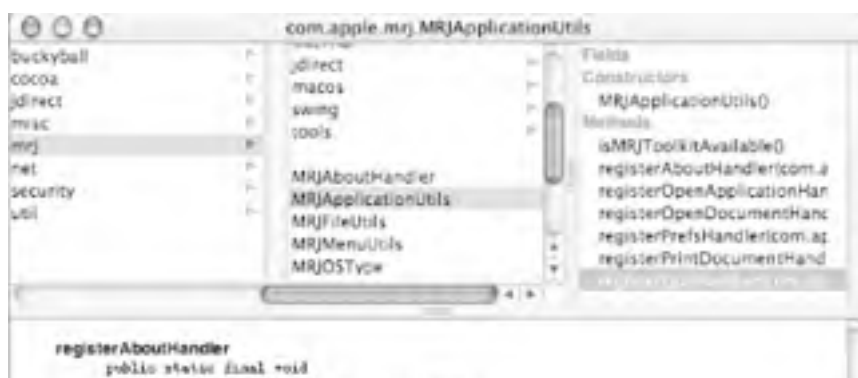 com.apple.mrj.MRJApplicationUtils
buckyball
cocoa
jdirect
misc
mrj
net
security
util
jdirect
macos
swing
tools
MRJAboutHandler
MRJApplicationUtils
MRJFileUtils
MRJMenuUtils
MRJOSType
Fields
Constructors
MRJApplicationUtils()
Methods
isMRJToolkitAvailable()
registerAboutHandler(com.a
registerOpenApplicationHan
registerOpenDocumentHand
registerPrefsHandler(com.ap
registerPrintDocumentHand
registerAboutHandler
public static final void